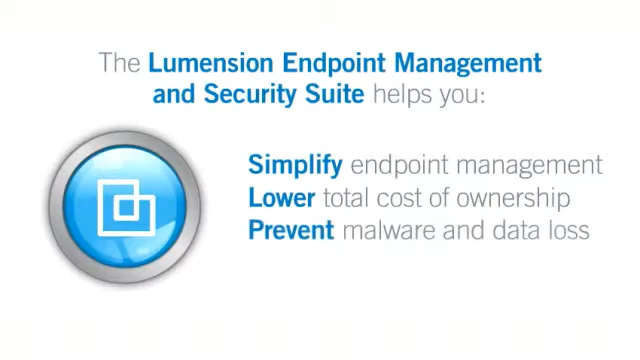 The Lumension Endpoint Management
and Security Suite helps you:
Simplify endpoint management
Lower total cost of ownership
Prevent malware and data loss